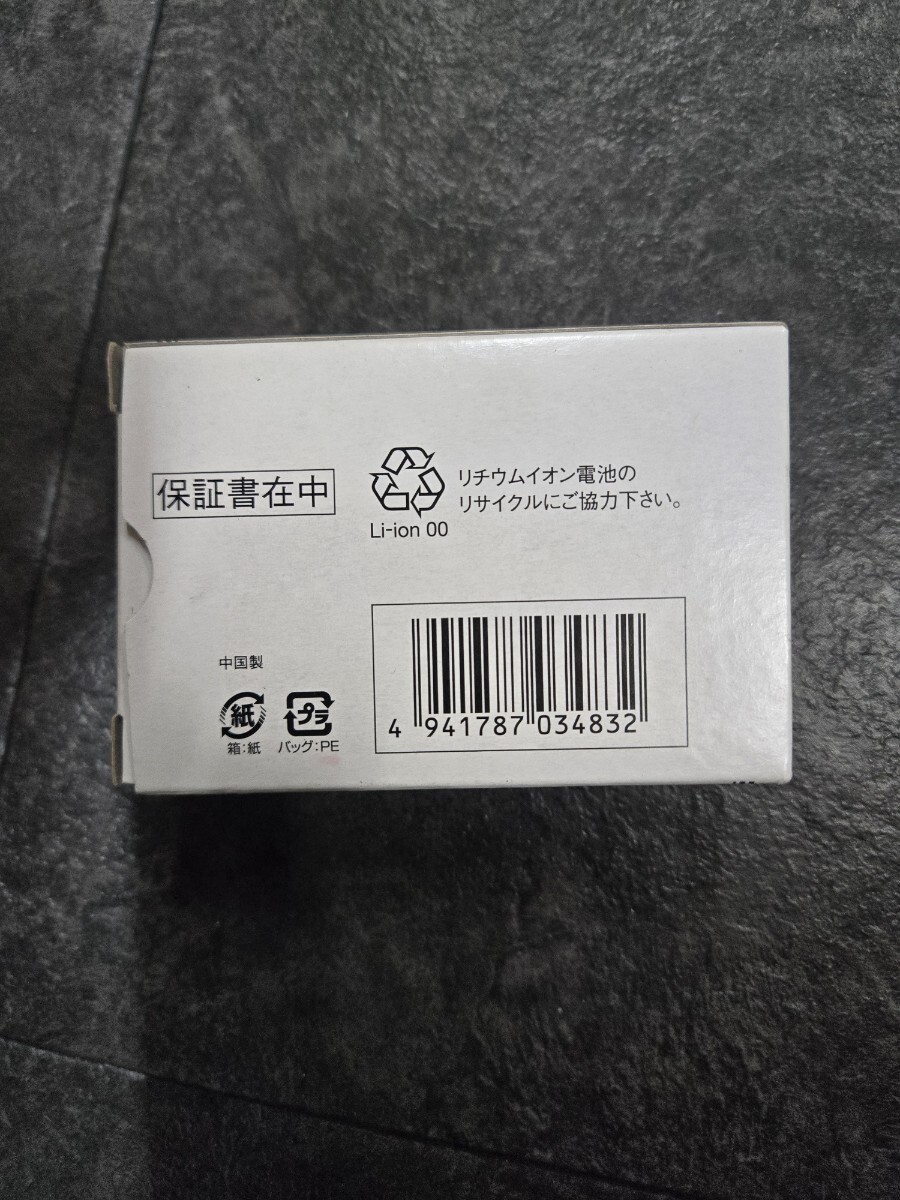 保証書在中
リチウムイオン電池の
リサイクルにご協力下さい。
Li-ion 00
中国製
紙
箱:紙
プラ
バッグ:PE
4 941787 034832